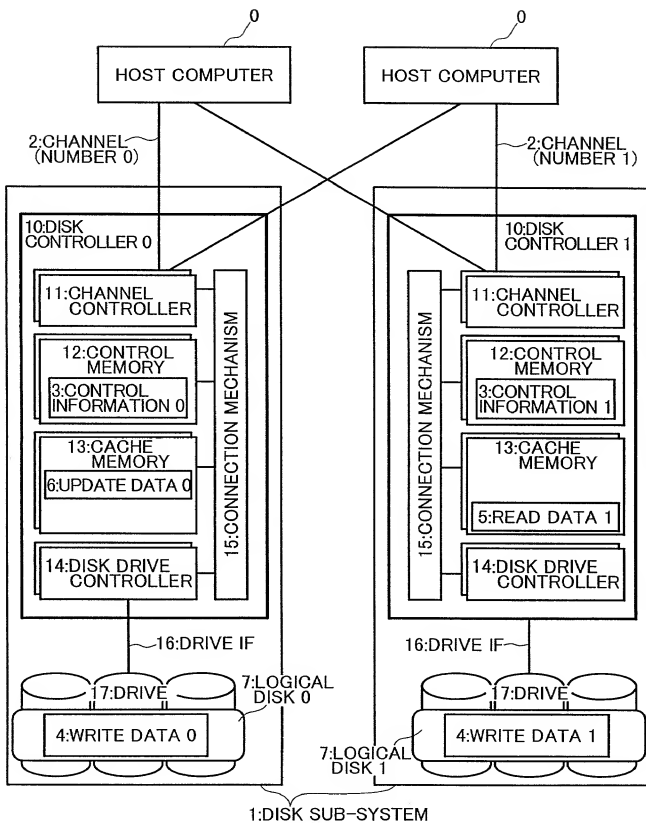 0
0
HOST COMPUTER
HOST COMPUTER
2:CHANNEL
(NUMBER 0)
2:CHANNEL
(NUMBER 1)
10:DISK
CONTROLLER 0
11:CHANNEL
CONTROLLER
12:CONTROL
MEMORY
3:CONTROL
INFORMATION 0
13:CACHE
MEMORY
6:UPDATE DATA 0
14:DISK DRIVE
CONTROLLER
15:CONNECTION MECHANISM
16:DRIVE IF
17:DRIVE
7:LOGICAL
DISK 0
4:WRITE DATA 0
10:DISK
CONTROLLER 1
15:CONNECTION MECHANISM
11:CHANNEL
CONTROLLER
12:CONTROL
MEMORY
3:CONTROL
INFORMATION 1
13:CACHE
MEMORY
5:READ DATA 1
14:DISK DRIVE
CONTROLLER
16:DRIVE IF
17:DRIVE
4:WRITE DATA 1
7:LOGICAL
DISK 1
1:DISK SUB-SYSTEM